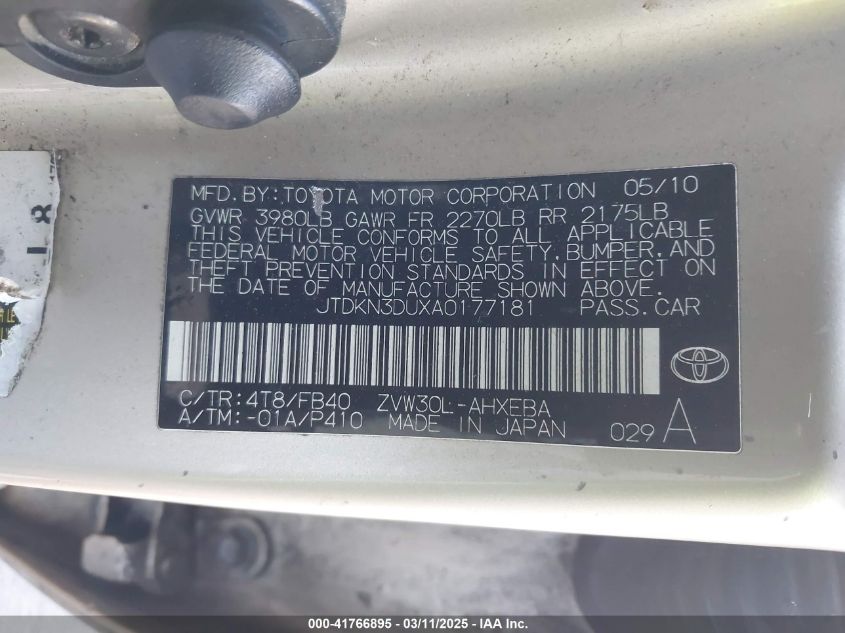 MFD.BY:TOYOTA MOTOR CORPORATION 05/10
GVWR 3980LB GAWR FR 2270LB RR 2175LB
THIS VEHICLE CONFORMS TO ALL APPLICABLE
FEDERAL MOTOR VEHICLE SAFETY,BUMPER,AND
THEFT PREVENTION STANDARDS IN EFFECT ON
THE DATE OF MANUFACTURE SHOWN ABOVE.
JTDKN3DUXA0177181 PASS.CAR
C/TR:4T8/FB40 ZVW30L-AHXEBA
A/TM:-01A/P410 MADE IN JAPAN 029 A
18
000-41766895 - 03/11/2025 - IAA Inc.